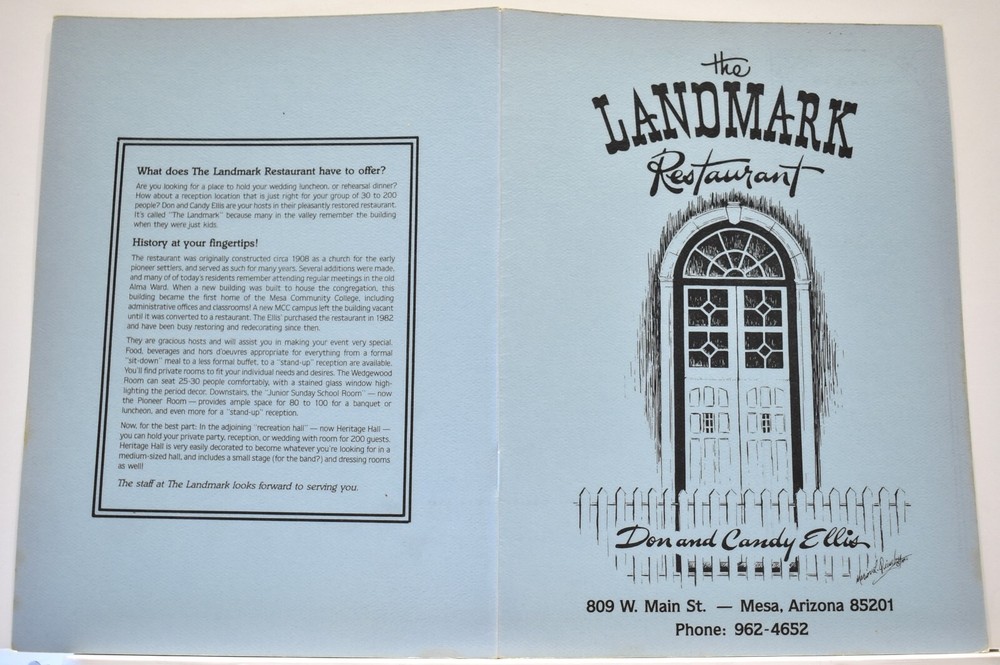 What does The Landmark Restaurant have to offer?
Are you looking for a place to hold your wedding luncheon, or rehearsal dinner?
How about a reception location that is just right for your group of 30 to 200
people? Don and Candy Ellis are your hosts in their pleasantly restored restaurant.
It's called "The Landmark" because many in the valley remember the building
when they were just kids.
History at your fingertips!
The restaurant was originally constructed circa 1908 as a church for the early
pioneer settlers, and served as such for many years. Several additions were made,
and many of of today's residents remember attending regular meetings in the old
Alma Ward. When a new building was built to house the congregation, this
building became the first home of the Mesa Community College, including
administrative offices and classrooms! A new MCC campus left the building vacant
until it was converted to a restaurant. The Ellis' purchased the restaurant in 1982
and have been busy restoring and redecorating since then.
They are gracious hosts and will assist you in making your event very special.
Food, beverages and hors d'oeuvres appropriate for everything from a formal
"sit-down" meal to a less formal buffet, to a "stand-up" reception are available.
You'll find private rooms to fit your individual needs and desires. The Wedgewood
Room can seat 25-30 people comfortably, with a stained glass window high-
lighting the period decor. Downstairs, the "Junior Sunday School Room" — now
the Pioneer Room — provides ample space for 80 to 100 for a banquet or
luncheon, and even more for a "stand-up" reception.
Now, for the best part: In the adjoining "recreation hall" — now Heritage Hall —
you can hold your private party, reception, or wedding with room for 200 guests.
Heritage Hall is very easily decorated to become whatever you're looking for in a
medium-sized hall, and includes a small stage (for the band?) and dressing rooms
as well!
The staff at The Landmark looks forward to serving you.
the
LANDMARK
Restaurant
Don and Candy Ellis
809 W. Main St. — Mesa, Arizona 85201
Phone: 962-4652